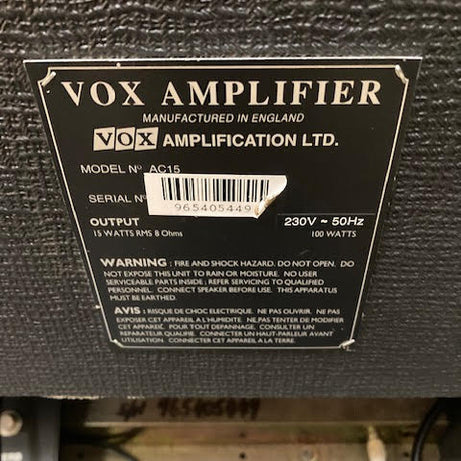 VOX AMPLIFIER
MANUFACTURED IN ENGLAND
VOX AMPLIFICATION LTD.
MODEL Nº AC15
SERIAL Nº 965405449
OUTPUT 230V ~ 50Hz
15 WATTS RMS 8 Ohms 100 WATTS
WARNING : FIRE AND SHOCK HAZARD. DO NOT OPEN. DO
NOT EXPOSE THIS UNIT TO RAIN OR MOISTURE. NO USER
SERVICEABLE PARTS INSIDE ; REFER SERVICING TO QUALIFIED
PERSONNEL. CONNECT SPEAKER BEFORE USE. THIS APPARATUS
MUST BE EARTHED.
AVIS : RISQUE DE CHOC ELECTRIQUE. NE PAS OUVRIR. NE PAS
EXPOSER CET APPAREIL A L'HUMIDITE. NE PAS TENTER DE MODIFIER
CET APPAREIL. POUR TOUT DEPANNAGE, CONSULTER UN
REPARATEUR QUALIFIE. CONNECTER UN HAUT-PARLEUR AVANT
UTILISATION. CONNECTER CET APPAREIL A LA TERRE.
S/N 965405449